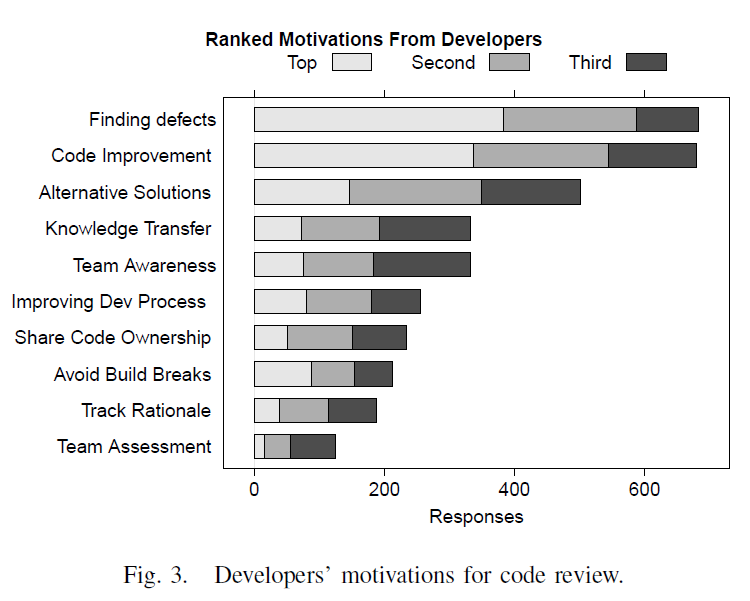 Ranked Motivations From Developers
Top Second Third
Finding defects
Code Improvement
Alternative Solutions
Knowledge Transfer
Team Awareness
Improving Dev Process
Share Code Ownership
Avoid Build Breaks
Track Rationale
Team Assessment
0 200 400 600
Responses
Fig. 3. Developers' motivations for code review.